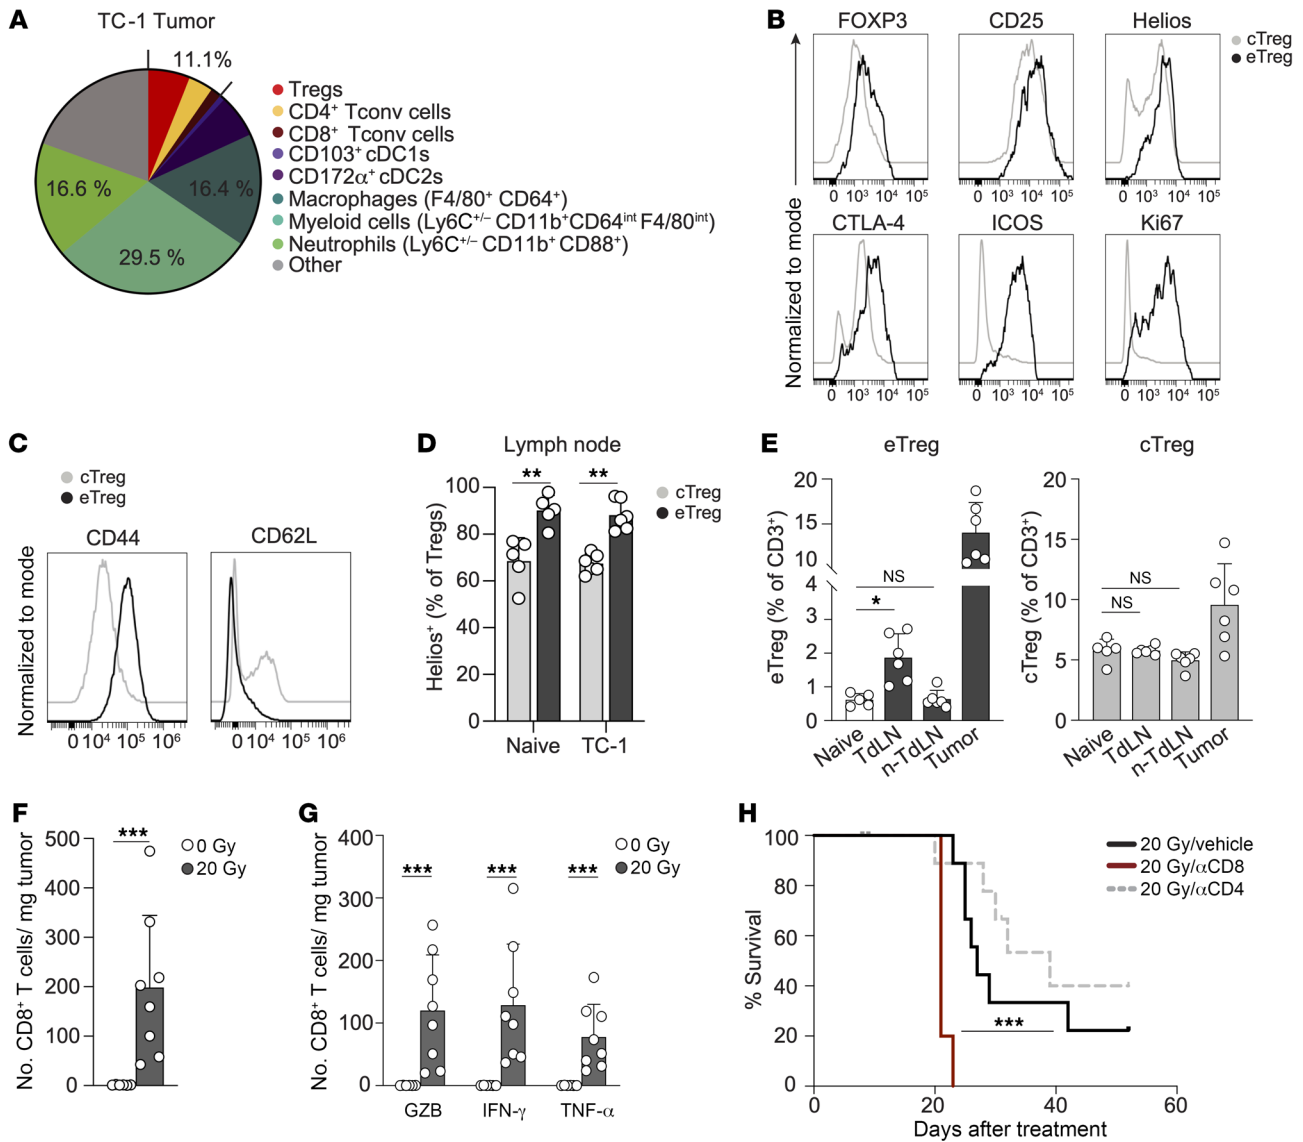 A
TC-1 Tumor
11.1%
16.4 %
29.5 %
16.6 %
Tregs
CD4+ Tconv cells
CD8+ Tconv cells
CD103+ cDC1s
CD172α+ cDC2s
Macrophages (F4/80+ CD64+)
Myeloid cells (Ly6C+/– CD11b+CD64int F4/80int)
Neutrophils (Ly6C+/– CD11b+ CD88+)
Other
B
FOXP3 CD25 Helios
cTreg
eTreg
0 10³ 10⁴ 10⁵ 0 10³ 10⁴ 10⁵ 0 10³ 10⁴ 10⁵
CTLA-4 ICOS Ki67
Normalized to mode
0 10³ 10⁴ 10⁵ 0 10³ 10⁴ 10⁵ 0 10³ 10⁴ 10⁵
C
cTreg
eTreg
CD44 CD62L
Normalized to mode
0 10⁴ 10⁵ 10⁶ 0 10⁴ 10⁵ 10⁶
D
Lymph node
** **
cTreg
eTreg
Helios+ (% of Tregs)
100
80
60
40
20
0
Naive TC-1
E
eTreg
eTreg (% of CD3+)
20
15
10
4
3
2
1
0
NS
*
Naive TdLN n-TdLN Tumor
cTreg
cTreg (% of CD3+)
20
15
10
5
0
NS
NS
Naive TdLN n-TdLN Tumor
F
No. CD8+ T cells/ mg tumor
500
400
300
200
100
0
***
0 Gy
20 Gy
G
No. CD8+ T cells/ mg tumor
400
300
200
100
0
*** *** ***
0 Gy
20 Gy
GZB IFN-γ TNF-α
H
% Survival
100
80
60
40
20
0
20 Gy/vehicle
20 Gy/αCD8
20 Gy/αCD4
***
0 20 40 60
Days after treatment